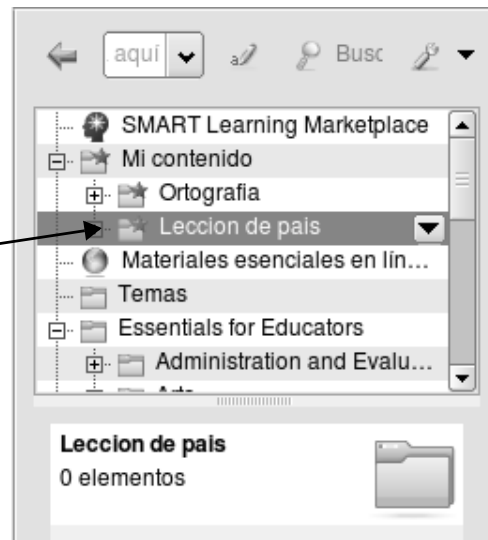 aquí
Busc
SMART Learning Marketplace
Mi contenido
Ortografia
Leccion de pais
Materiales esenciales en lín...
Temas
Essentials for Educators
Administration and Evalu...
Leccion de pais
0 elementos